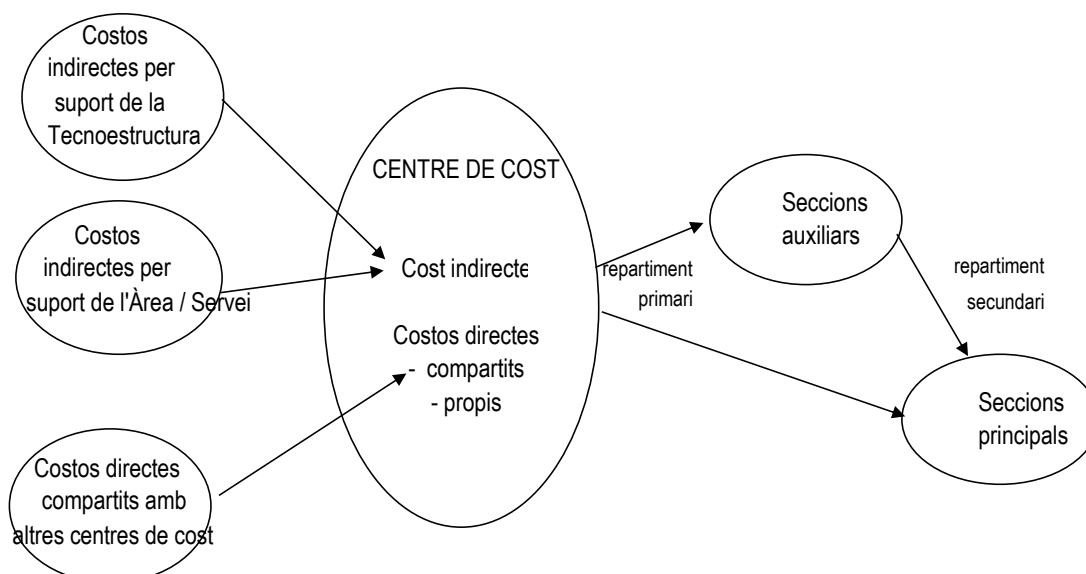 Costos
indirectes per
suport de la
Tecnoestructura
Costos
indirectes per
suport de l'Àrea / Servei
Costos directes
compartits amb
altres centres de cost
CENTRE DE COST
Cost indirecte
Costos directes
- compartits
- propis
repartiment
primari
Seccions
auxiliars
repartiment
secundari
Seccions
principals